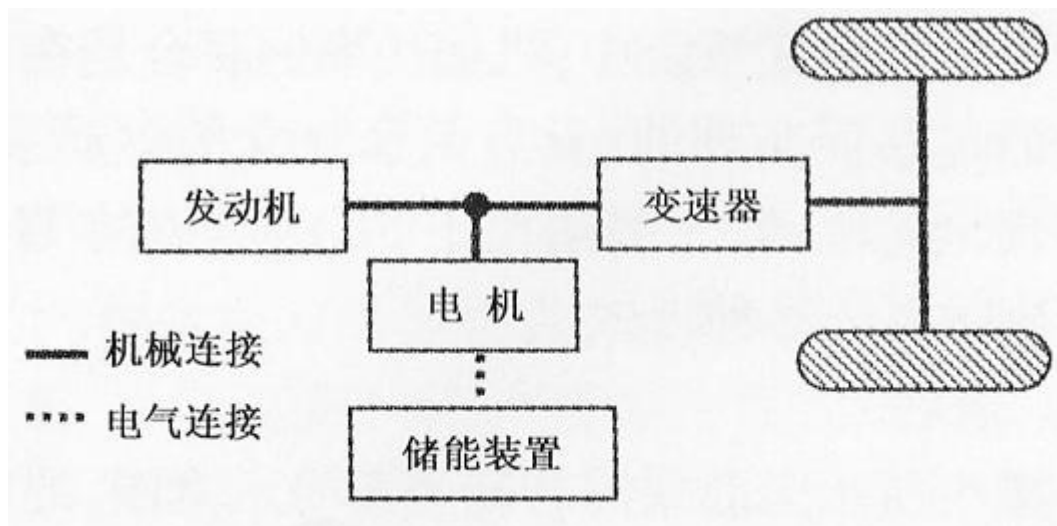 发动机
变速器
电 机
机械连接
电气连接
储能装置